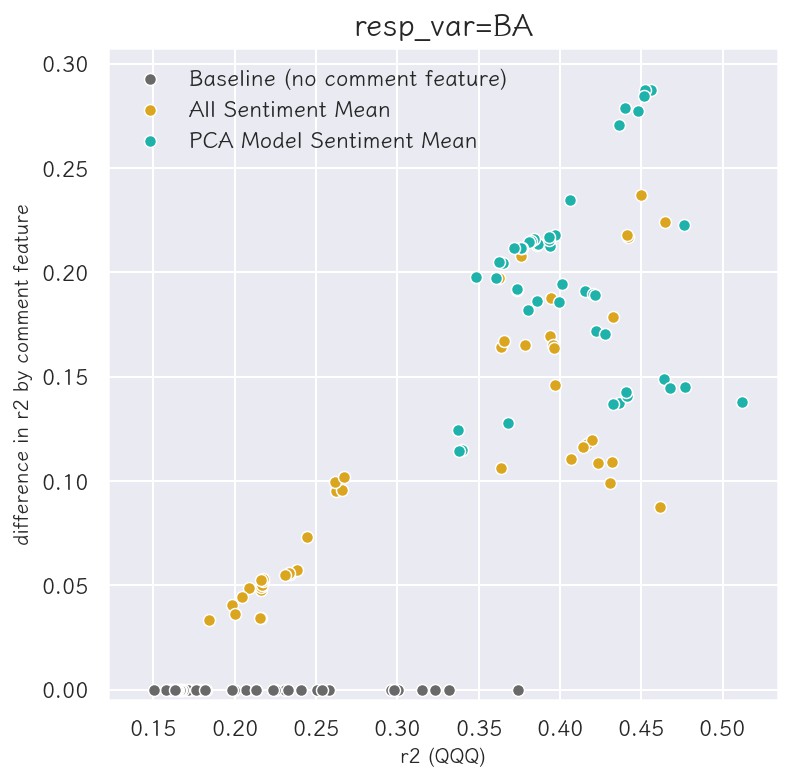 resp_var=BA
Baseline (no comment feature)
All Sentiment Mean
PCA Model Sentiment Mean
difference in r2 by comment feature
0.30
0.25
0.20
0.15
0.10
0.05
0.00
0.15 0.20 0.25 0.30 0.35 0.40 0.45 0.50
r2 (QQQ)